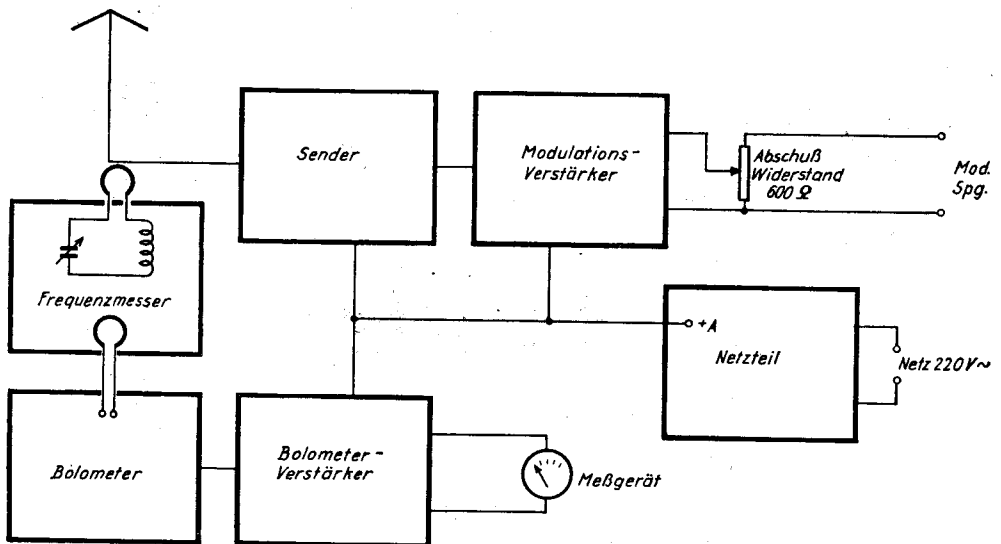 Sender
Modulations-
Verstärker
Abschuß
Widerstand
600 Ω
Mod.
Spg.
Frequenzmesser
+A
Netzteil
Netz 220V~
Bolometer
Bolometer-
Verstärker
Meßgerät